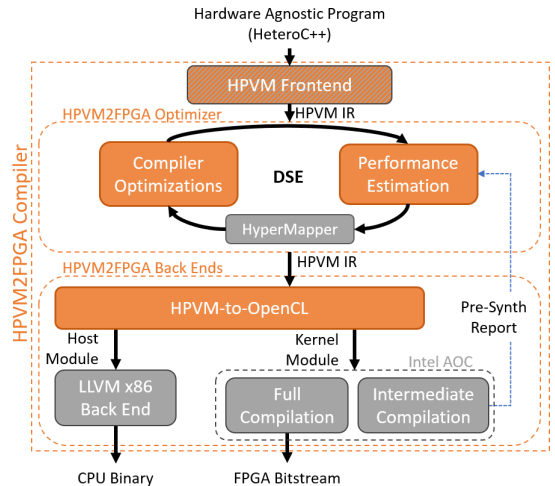 Hardware Agnostic Program
(HeteroC++)
HPVM Frontend
HPVM2FPGA Optimizer
HPVM IR
Compiler
Optimizations
DSE
Performance
Estimation
HyperMapper
HPVM2FPGA Compiler
HPVM2FPGA Back Ends
HPVM IR
HPVM-to-OpenCL
Pre-Synth
Report
Host
Module
Kernel
Module
Intel AOC
LLVM x86
Back End
Full
Compilation
Intermediate
Compilation
CPU Binary
FPGA Bitstream